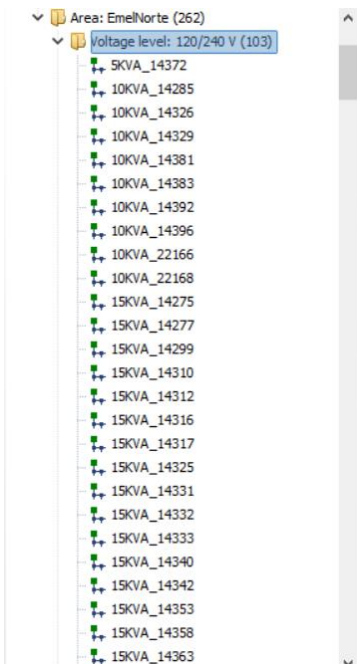 Area: EmelNorte (262)
Voltage level: 120/240 V (103)
5KVA_14372
10KVA_14285
10KVA_14326
10KVA_14329
10KVA_14381
10KVA_14383
10KVA_14392
10KVA_14396
10KVA_22166
10KVA_22168
15KVA_14275
15KVA_14277
15KVA_14299
15KVA_14310
15KVA_14312
15KVA_14316
15KVA_14317
15KVA_14325
15KVA_14331
15KVA_14332
15KVA_14333
15KVA_14340
15KVA_14342
15KVA_14353
15KVA_14358
15KVA_14363